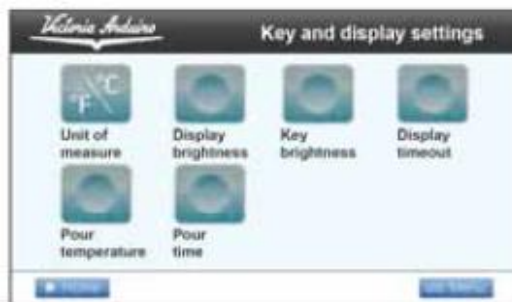 Victoria Arduino
Key and display settings
°F/°C
Unit of measure
Display brightness
Key brightness
Display timeout
Pour temperature
Pour time
Home